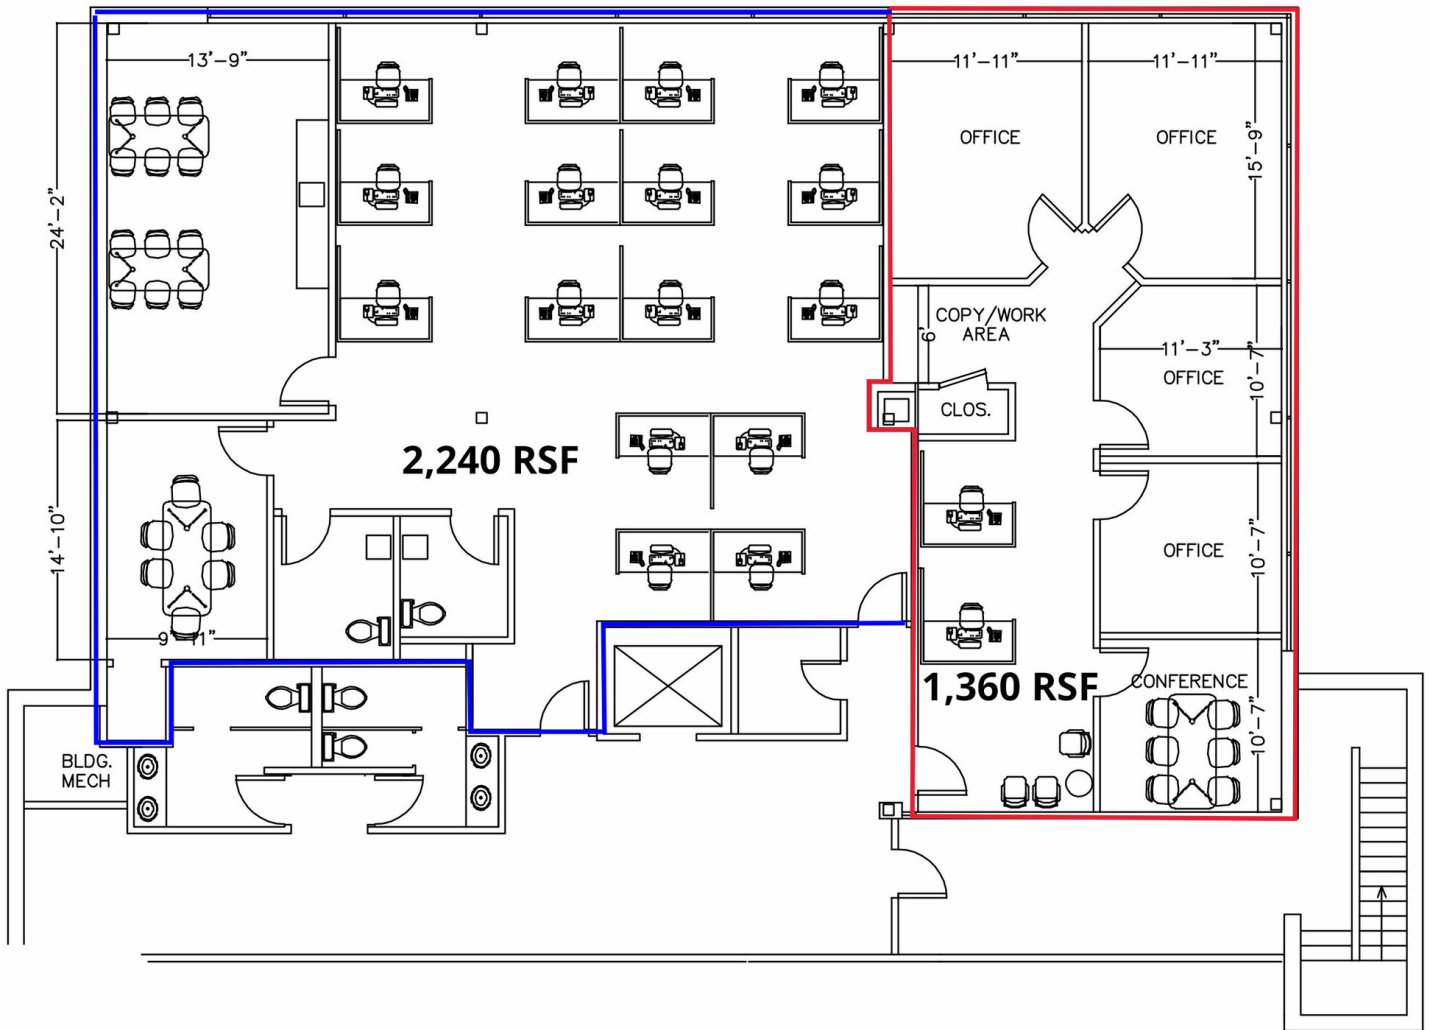 13'-9"
11'-11"
11'-11"
OFFICE
OFFICE
15'-9"
24'-2"
COPY/WORK
AREA
6'
11'-3"
10'-7"
OFFICE
CLOS.
2,240 RSF
14'-10"
OFFICE
10'-7"
9'-11"
1,360 RSF
CONFERENCE
10'-7"
BLDG.
MECH